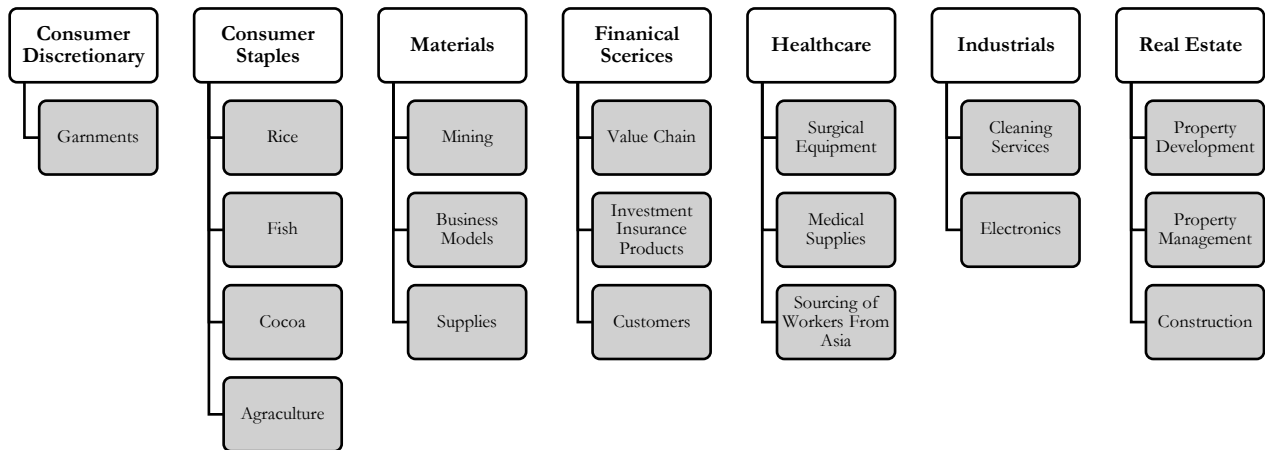 Consumer
Discretionary
Garnments
Consumer
Staples
Rice
Fish
Cocoa
Agraculture
Materials
Mining
Business
Models
Supplies
Finanical
Scerices
Value Chain
Investment
Insurance
Products
Customers
Healthcare
Surgical
Equipment
Medical
Supplies
Sourcing of
Workers From
Asia
Industrials
Cleaning
Services
Electronics
Real Estate
Property
Development
Property
Management
Construction